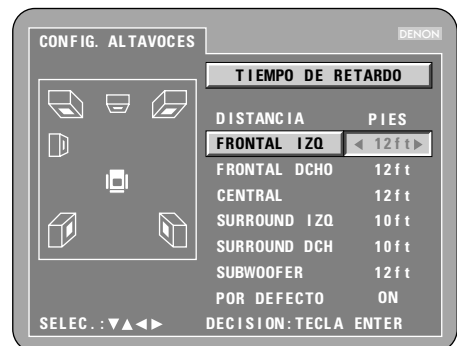 CONFIG. ALTAVOCES
DENON
TIEMPO DE RETARDO
DISTANCIA PIES
FRONTAL IZQ ◀ 12ft▶
FRONTAL DCHO 12ft
CENTRAL 12ft
SURROUND IZQ 10ft
SURROUND DCH 10ft
SUBWOOFER 12ft
POR DEFECTO ON
SELEC.:▼▲◀▶ DECISION:TECLA ENTER